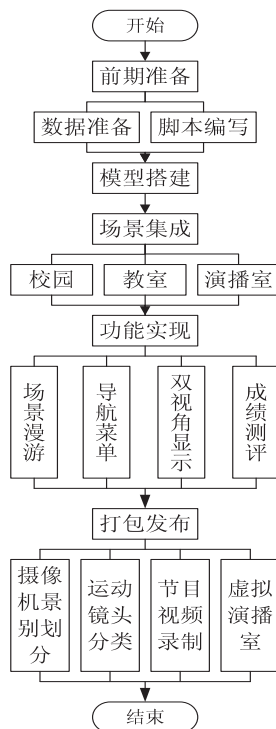 开始
前期准备
数据准备
脚本编写
模型搭建
场景集成
校园
教室
演播室
功能实现
场景漫游
导航菜单
双视角显示
成绩测评
打包发布
摄像
机景
别划
分
运动
镜头
分类
节目
视频
录制
虚拟
演播
室
结束